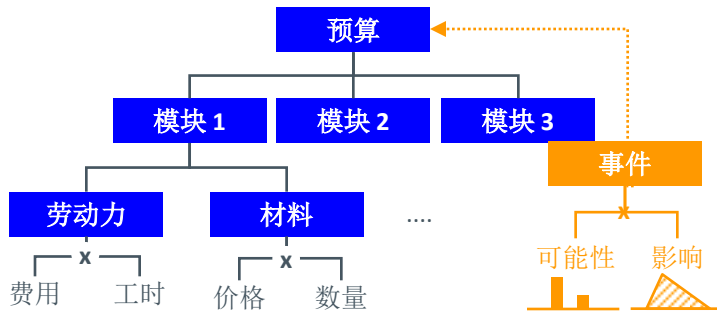 预算
模块 1
模块 2
模块 3
事件
劳动力
材料
....
x
x
x
费用
工时
价格
数量
可能性
影响